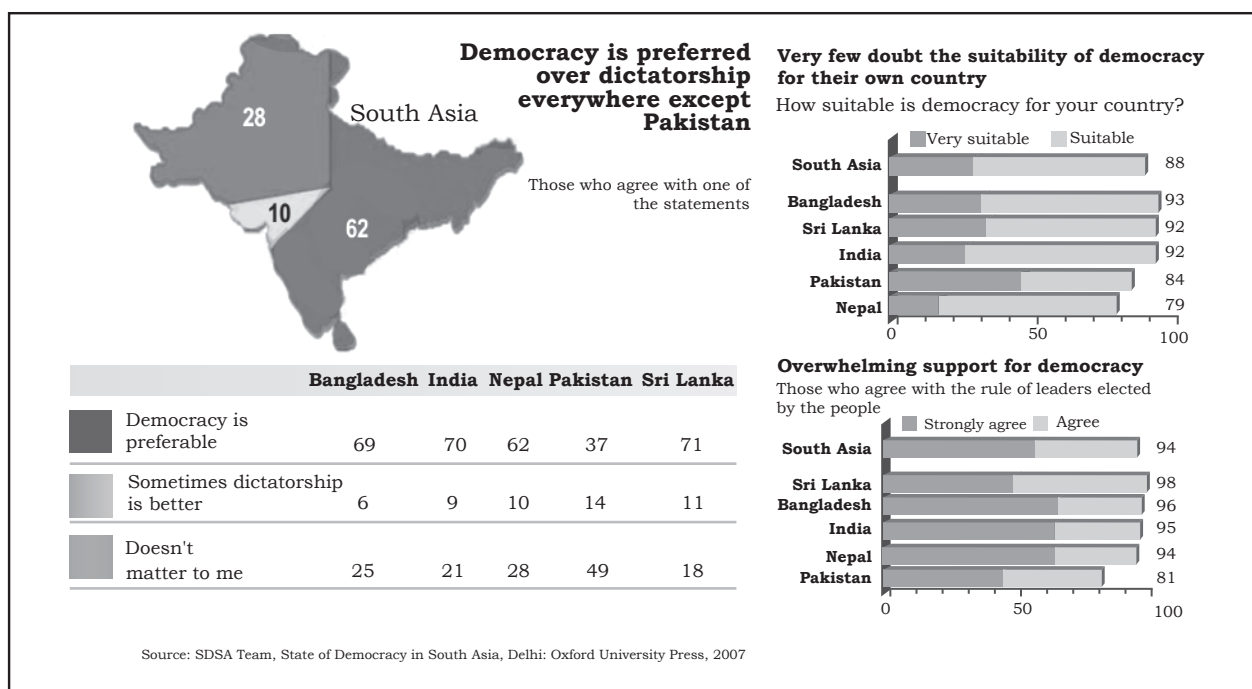 Democracy is preferred
over dictatorship
everywhere except
Pakistan
South Asia
28
10
62
Those who agree with one of
the statements
Bangladesh India Nepal Pakistan Sri Lanka
Democracy is
preferable 69 70 62 37 71
Sometimes dictatorship
is better 6 9 10 14 11
Doesn't
matter to me 25 21 28 49 18
Very few doubt the suitability of democracy
for their own country
How suitable is democracy for your country?
Very suitable Suitable
South Asia 88
Bangladesh 93
Sri Lanka 92
India 92
Pakistan 84
Nepal 79
0 50 100
Overwhelming support for democracy
Those who agree with the rule of leaders elected
by the people
Strongly agree Agree
South Asia 94
Sri Lanka 98
Bangladesh 96
India 95
Nepal 94
Pakistan 81
0 50 100
Source: SDSA Team, State of Democracy in South Asia, Delhi: Oxford University Press, 2007